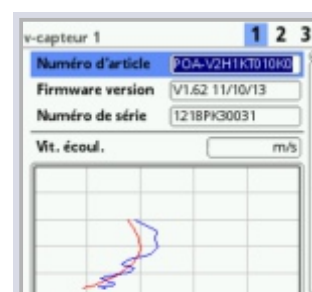 v-capteur 1 1 2 3
Numéro d'article POA-V2H1KT010K0
Firmware version V1.62 11/10/13
Numéro de série 1218PK30031
Vit. écoul. m/s